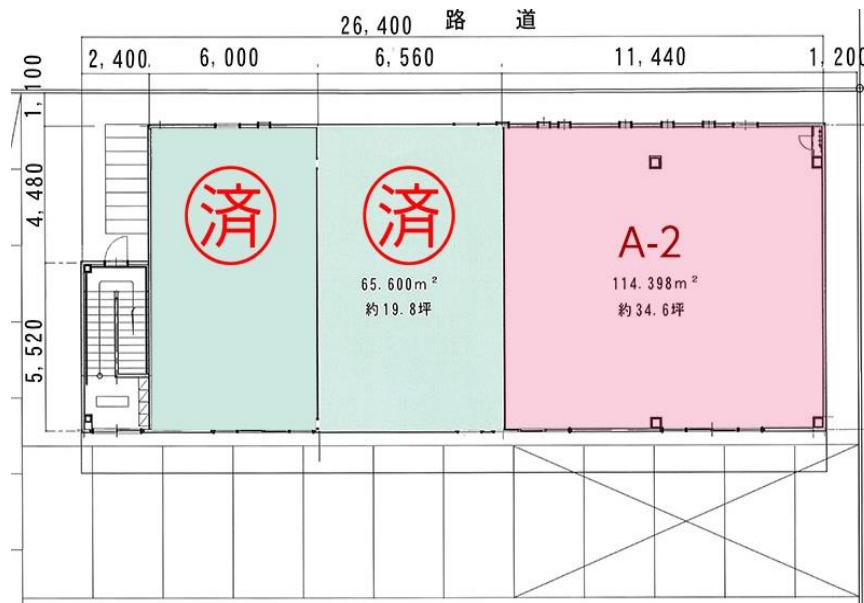 路 道
26,400
2,400 6,000 6,560 11,440 1,200
1,100
4,480
5,520
済
済
65.600m²
約19.8坪
A-2
114.398m²
約34.6坪